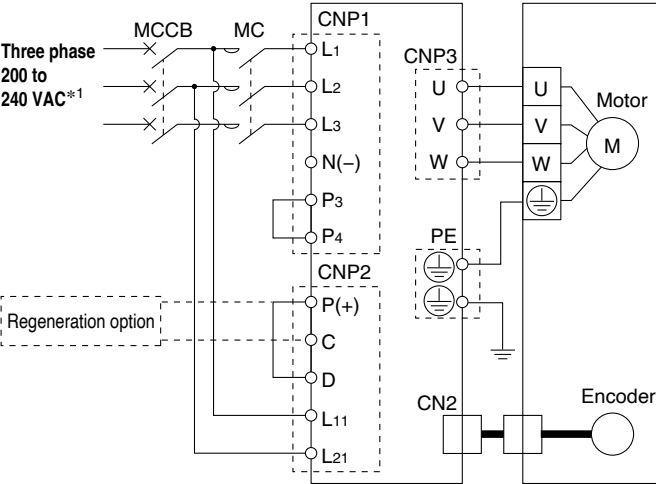 MCCB
MC
CNP1
Three phase
200 to
240 VAC*1
L1
L2
L3
N(−)
P3
P4
CNP3
U
V
W
U
V
W
Motor
M
PE
CNP2
Regeneration option
P(+)
C
D
L11
L21
CN2
Encoder